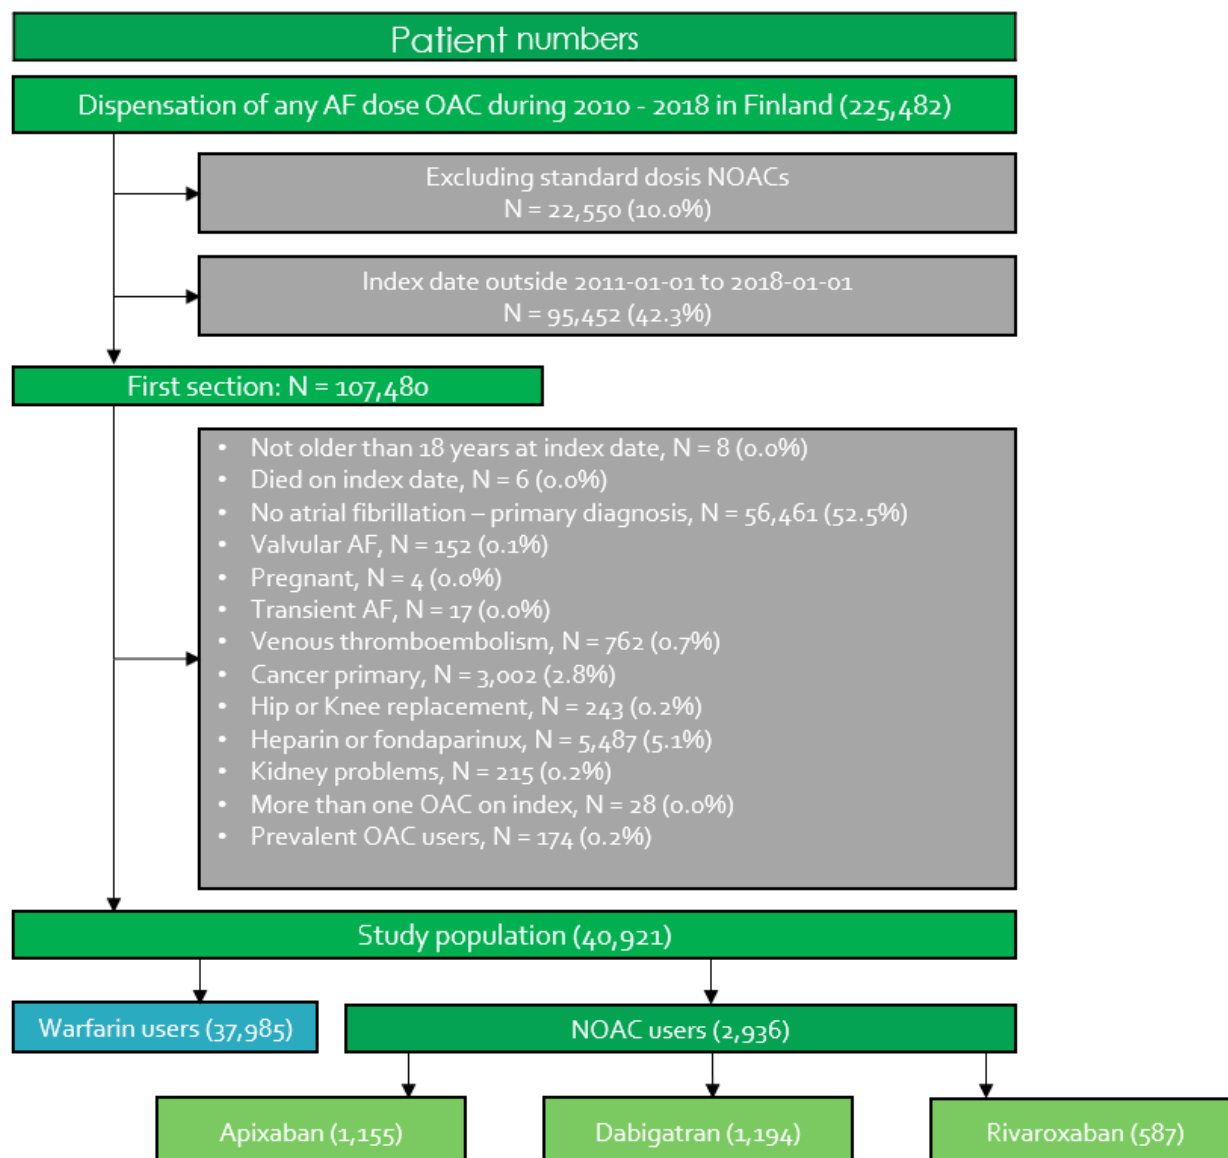 Patient numbers
Dispensation of any AF dose OAC during 2010 - 2018 in Finland (225,482)
Excluding standard dosis NOACs
N = 22,550 (10.0%)
Index date outside 2011-01-01 to 2018-01-01
N = 95,452 (42.3%)
First section: N = 107,480
• Not older than 18 years at index date, N = 8 (0.0%)
• Died on index date, N = 6 (0.0%)
• No atrial fibrillation – primary diagnosis, N = 56,461 (52.5%)
• Valvular AF, N = 152 (0.1%)
• Pregnant, N = 4 (0.0%)
• Transient AF, N = 17 (0.0%)
• Venous thromboembolism, N = 762 (0.7%)
• Cancer primary, N = 3,002 (2.8%)
• Hip or Knee replacement, N = 243 (0.2%)
• Heparin or fondaparinux, N = 5,487 (5.1%)
• Kidney problems, N = 215 (0.2%)
• More than one OAC on index, N = 28 (0.0%)
• Prevalent OAC users, N = 174 (0.2%)
Study population (40,921)
Warfarin users (37,985)
NOAC users (2,936)
Apixaban (1,155)
Dabigatran (1,194)
Rivaroxaban (587)